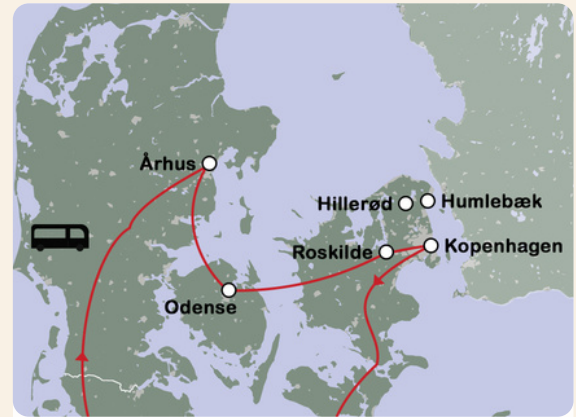 Århus
Hillerød
Humlebæk
Roskilde
Kopenhagen
Odense